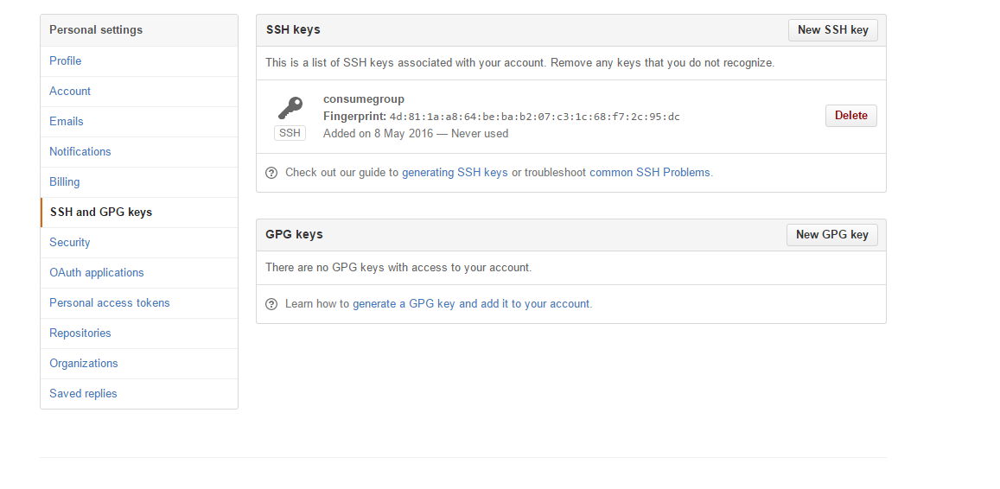 Personal settings
Profile
Account
Emails
Notifications
Billing
SSH and GPG keys
Security
OAuth applications
Personal access tokens
Repositories
Organizations
Saved replies
SSH keys
New SSH key
This is a list of SSH keys associated with your account. Remove any keys that you do not recognize.
consumegroup
Fingerprint: 4d:81:1a:a8:64:be:ba:b2:07:c3:1c:68:f7:2c:95:dc
Added on 8 May 2016 — Never used
SSH
Delete
Check out our guide to generating SSH keys or troubleshoot common SSH Problems.
GPG keys
New GPG key
There are no GPG keys with access to your account.
Learn how to generate a GPG key and add it to your account.